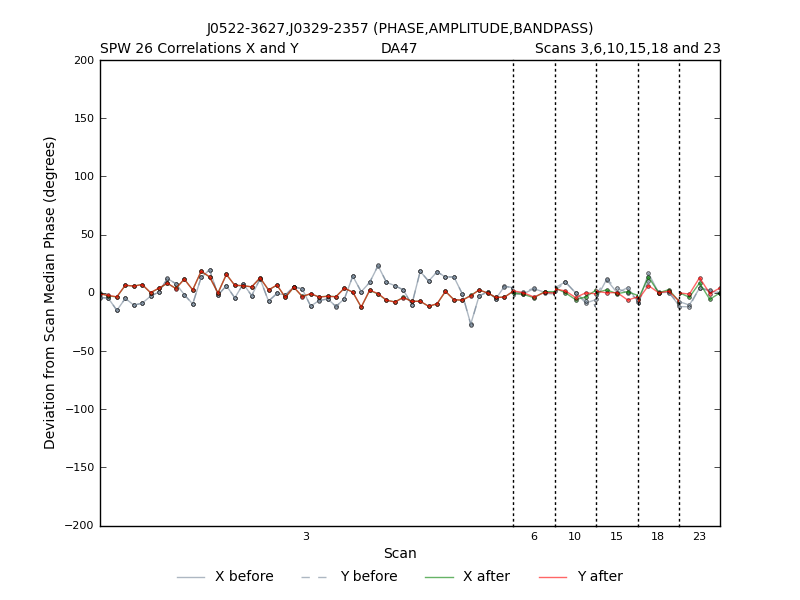 J0522-3627,J0329-2357 (PHASE,AMPLITUDE,BANDPASS)
SPW 26 Correlations X and Y DA47 Scans 3,6,10,15,18 and 23
200
150
100
50
0
−50
−100
−150
−200
Deviation from Scan Median Phase (degrees)
3 6 10 15 18 23
Scan
X before Y before X after Y after